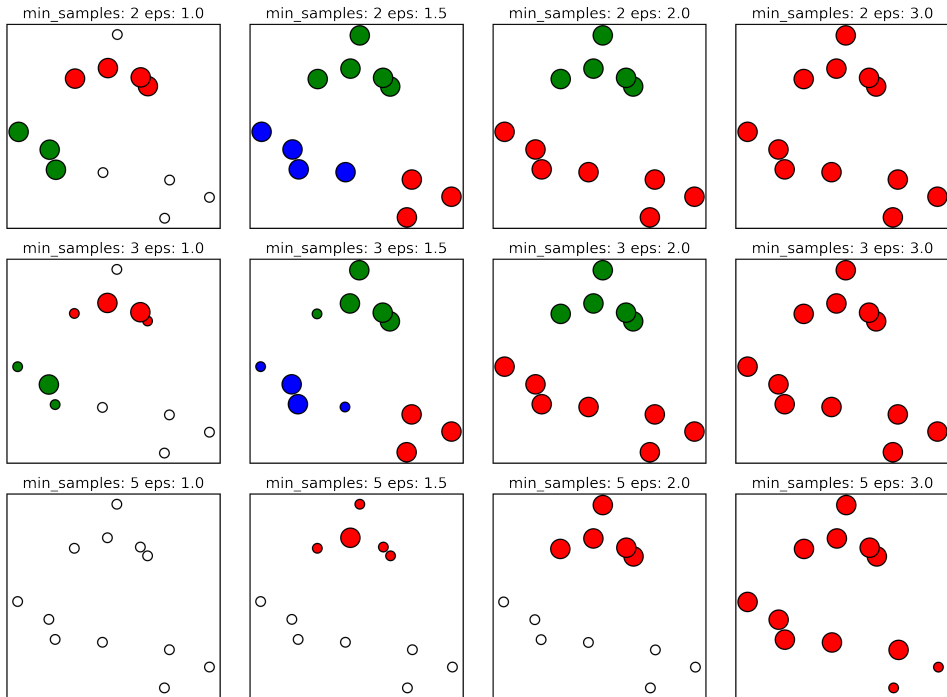 min_samples: 2 eps: 1.0
min_samples: 2 eps: 1.5
min_samples: 2 eps: 2.0
min_samples: 2 eps: 3.0
min_samples: 3 eps: 1.0
min_samples: 3 eps: 1.5
min_samples: 3 eps: 2.0
min_samples: 3 eps: 3.0
min_samples: 5 eps: 1.0
min_samples: 5 eps: 1.5
min_samples: 5 eps: 2.0
min_samples: 5 eps: 3.0